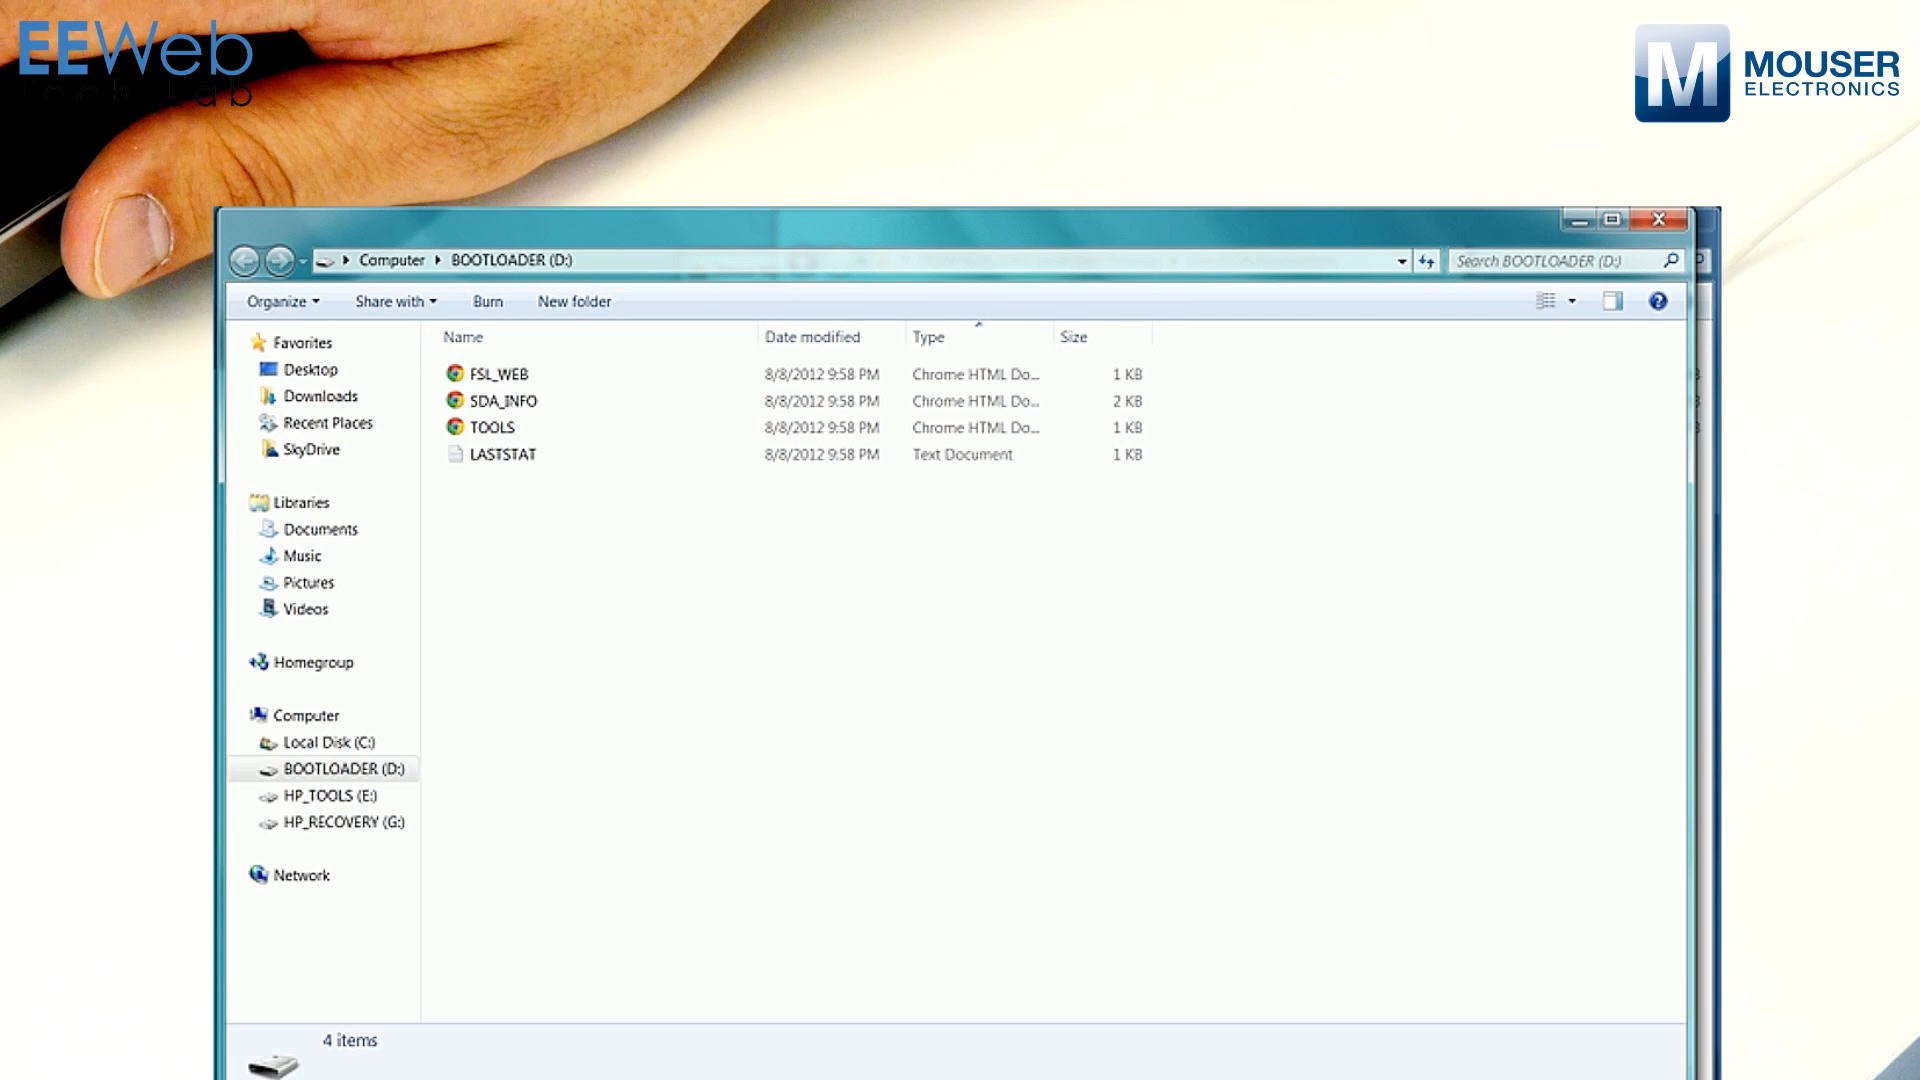 EEWeb
Tech Lab
M MOUSER
ELECTRONICS
Computer BOOTLOADER (D:)
Search BOOTLOADER (D:)
Organize Share with Burn New folder
Name Date modified Type Size
FSL_WEB 8/8/2012 9:58 PM Chrome HTML Do... 1 KB
SDA_INFO 8/8/2012 9:58 PM Chrome HTML Do... 2 KB
TOOLS 8/8/2012 9:58 PM Chrome HTML Do... 1 KB
LASTSTAT 8/8/2012 9:58 PM Text Document 1 KB
Favorites
Desktop
Downloads
Recent Places
SkyDrive
Libraries
Documents
Music
Pictures
Videos
Homegroup
Computer
Local Disk (C:)
BOOTLOADER (D:)
HP_TOOLS (E:)
HP_RECOVERY (G:)
Network
4 items